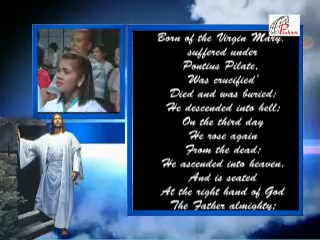 Born of the Virgin Mary,
suffered under
Pontius Pilate,
Was crucified'
Died and was buried;
He descended into hell;
On the third day
He rose again
From the dead;
He ascended into heaven,
And is seated
At the right hand of God
The Father almighty;